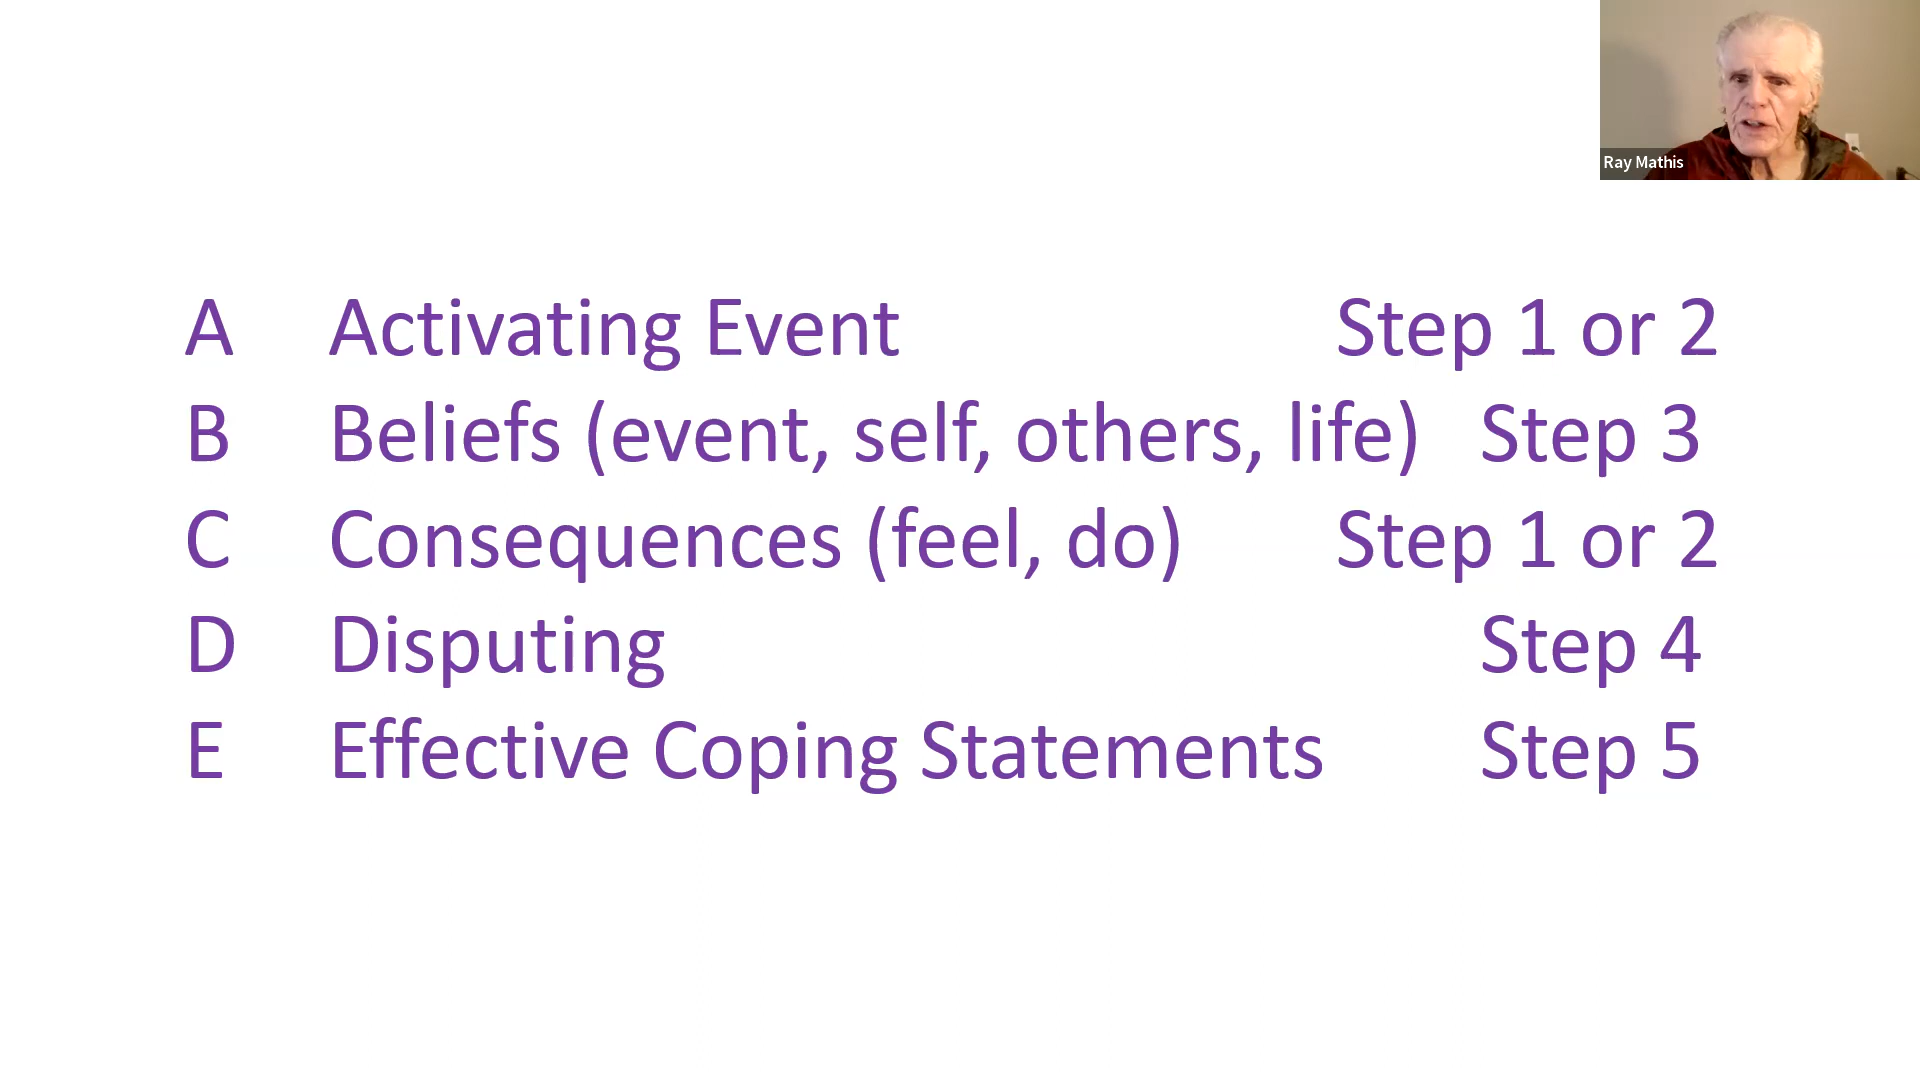 Ray Mathis
A Activating Event Step 1 or 2
B Beliefs (event, self, others, life) Step 3
C Consequences (feel, do) Step 1 or 2
D Disputing Step 4
E Effective Coping Statements Step 5